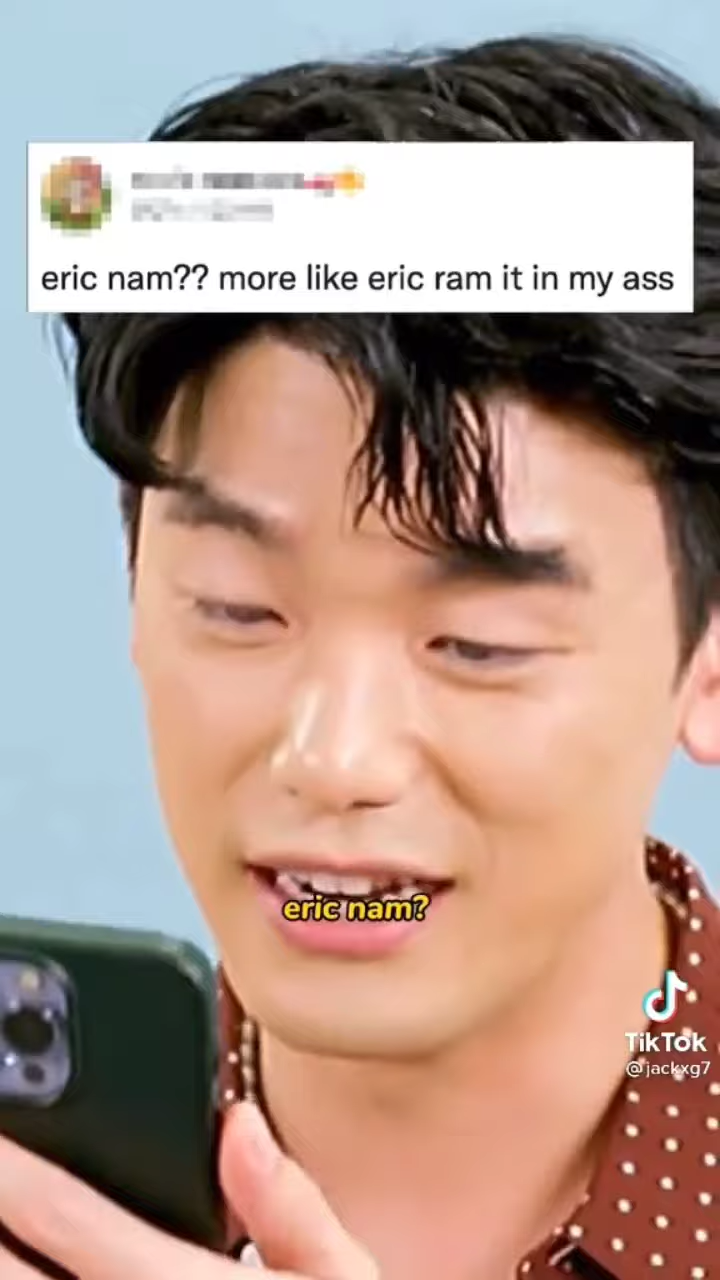 eric nam?? more like eric ram it in my ass
eric nam?
TikTok
@jackxg7